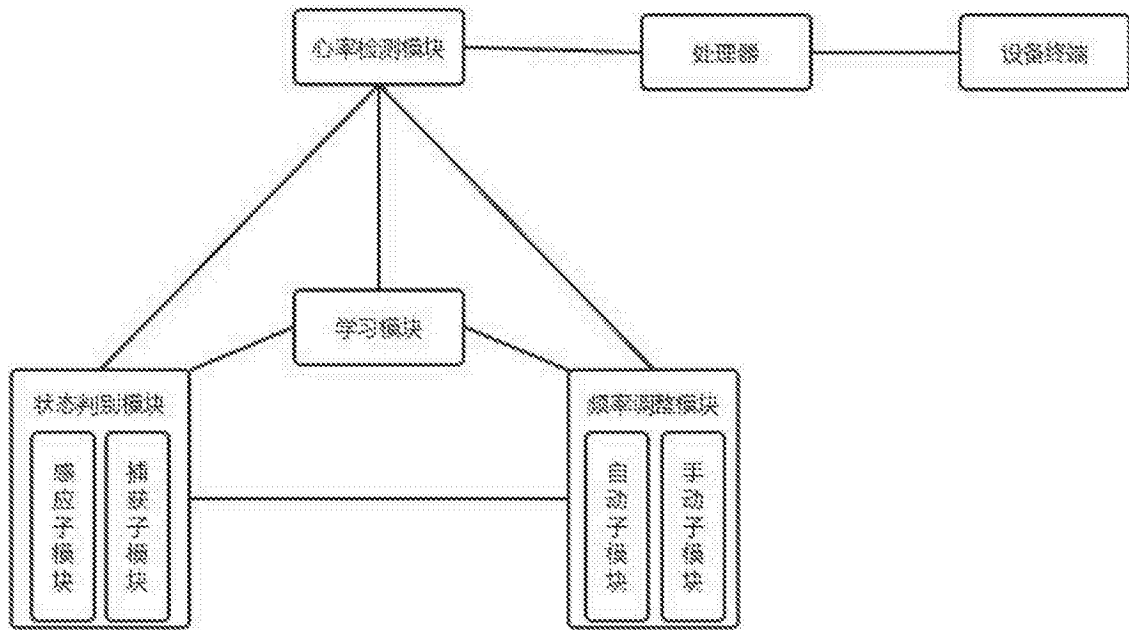 心率检测模块
处理器
设备终端
学习模块
状态判别模块
感应子模块
捕获子模块
频率调整模块
自动子模块
手动子模块